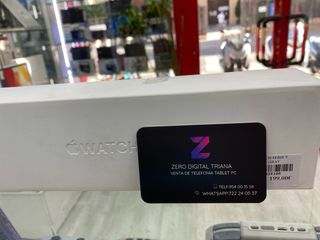 WATCH
Z
ZERO DIGITAL TRIANA
VENTA DE TELEFONIA TABLET PC
TELF:954 00 15 54
WHATSAPP:722 24 05 37
199,00€